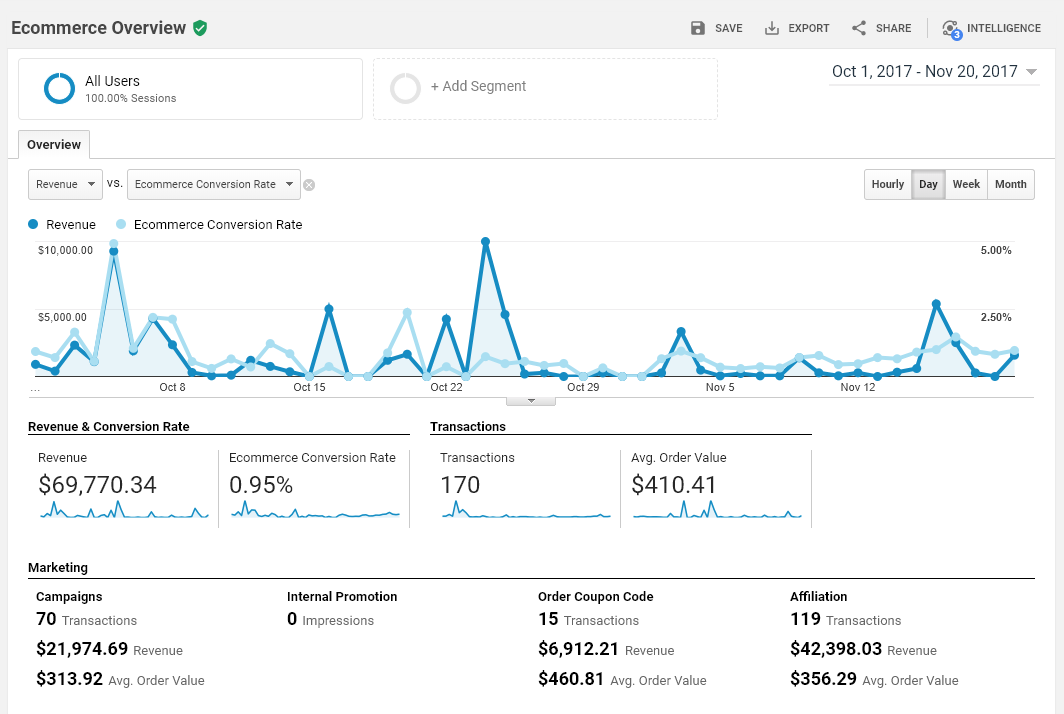 Ecommerce Overview
SAVE EXPORT SHARE 3 INTELLIGENCE
All Users
100.00% Sessions
+ Add Segment
Oct 1, 2017 - Nov 20, 2017
Overview
Revenue vs. Ecommerce Conversion Rate
Hourly Day Week Month
Revenue Ecommerce Conversion Rate
$10,000.00 5.00%
$5,000.00 2.50%
... Oct 8 Oct 15 Oct 22 Oct 29 Nov 5 Nov 12
Revenue & Conversion Rate Transactions
Revenue Ecommerce Conversion Rate Transactions Avg. Order Value
$69,770.34 0.95% 170 $410.41
Marketing
Campaigns Internal Promotion Order Coupon Code Affiliation
70 Transactions 0 Impressions 15 Transactions 119 Transactions
$21,974.69 Revenue $6,912.21 Revenue $42,398.03 Revenue
$313.92 Avg. Order Value $460.81 Avg. Order Value $356.29 Avg. Order Value